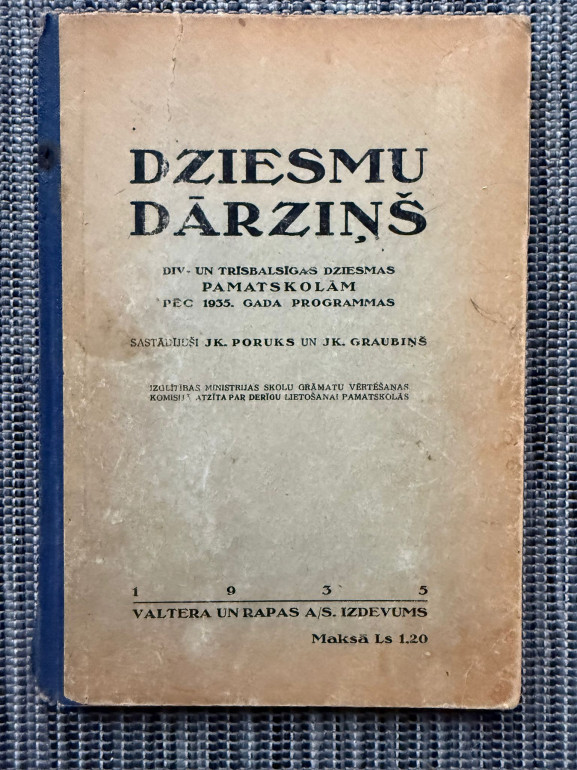 DZIESMU
DĀRZIŅŠ
DIV- UN TRĪSBALSĪGAS DZIESMAS
PAMATSKOLĀM
PĒC 1935. GADA PROGRAMMAS
SASTĀDĪJUŠI JK. PORUKS UN JK. GRAUBIŅŠ
IZGLĪTĪBAS MINISTRIJAS SKOLU GRĀMATU VĒRTĒŠANAS
KOMISIJĀ ATZĪTA PAR DERĪGU LIETOŠANAI PAMATSKOLĀS
1 9 3 5
VALTERA UN RAPAS A/S. IZDEVUMS
Maksā Ls 1.20